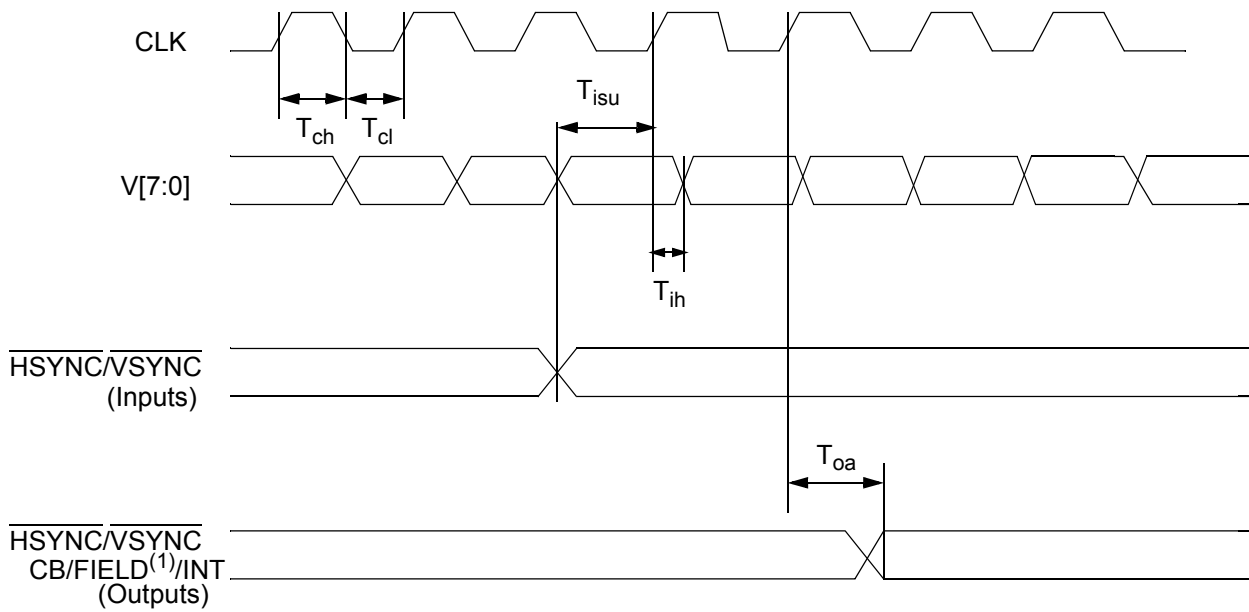 CLK
T_isu
T_ch
T_cl
V[7:0]
T_ih
HSYNC/VSYNC
(Inputs)
T_oa
HSYNC/VSYNC
CB/FIELD(1)/INT
(Outputs)